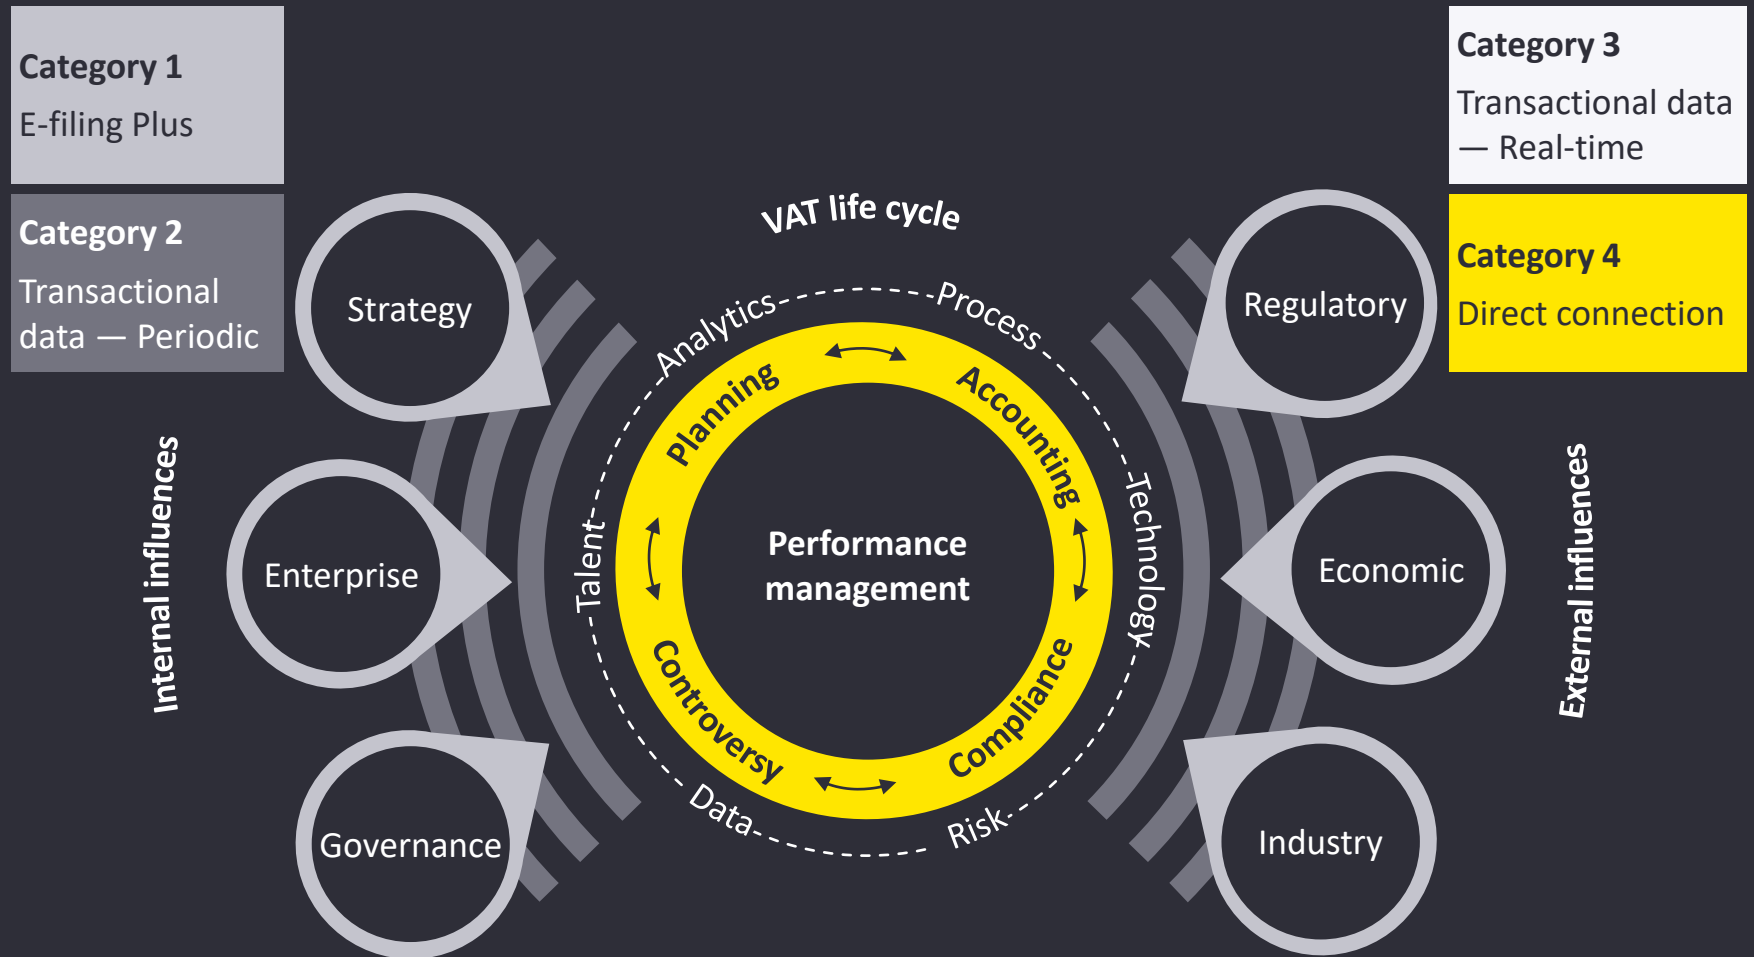 Category 1
E-filing Plus
Category 2
Transactional
data — Periodic
Category 3
Transactional data
— Real-time
Category 4
Direct connection
VAT life cycle
Internal influences
Strategy
Enterprise
Governance
Analytics
Process
Technology
Risk
Data
Talent
Planning
Accounting
Compliance
Controversy
Performance
management
Regulatory
Economic
Industry
External influences